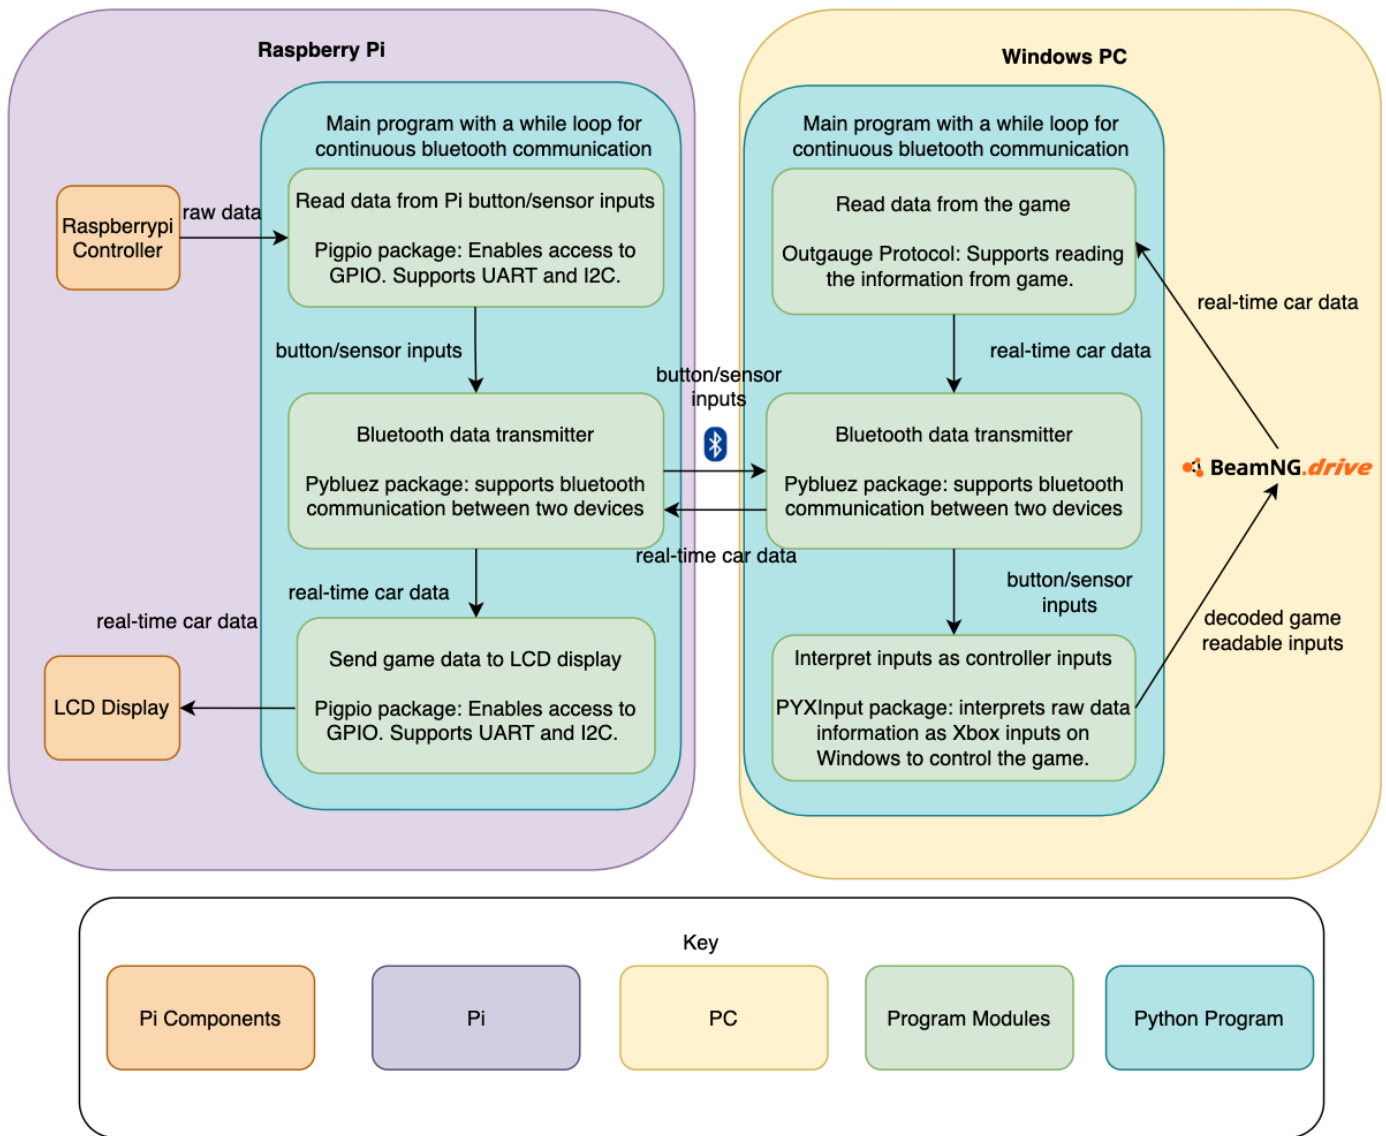 Raspberry Pi
Main program with a while loop for
continuous bluetooth communication
Raspberrypi
Controller
raw data
Read data from Pi button/sensor inputs
Pigpio package: Enables access to
GPIO. Supports UART and I2C.
button/sensor inputs
Bluetooth data transmitter
Pybluez package: supports bluetooth
communication between two devices
real-time car data
Send game data to LCD display
Pigpio package: Enables access to
GPIO. Supports UART and I2C.
real-time car data
LCD Display
button/sensor
inputs
real-time car data
Windows PC
Main program with a while loop for
continuous bluetooth communication
Read data from the game
Outgauge Protocol: Supports reading
the information from game.
real-time car data
Bluetooth data transmitter
Pybluez package: supports bluetooth
communication between two devices
button/sensor
inputs
Interpret inputs as controller inputs
PYXInput package: interprets raw data
information as Xbox inputs on
Windows to control the game.
real-time car data
BeamNG.drive
decoded game
readable inputs
Key
Pi Components
Pi
PC
Program Modules
Python Program